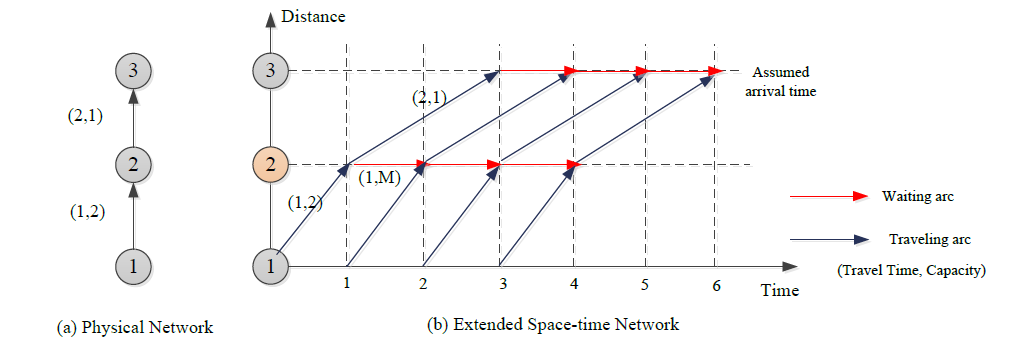 Distance
3
(2,1)
2
(1,2)
1
3
(2,1)
Assumed
arrival time
2
(1,M)
(1,2)
1
1 2 3 4 5 6
Time
Waiting arc
Traveling arc
(Travel Time, Capacity)
(a) Physical Network
(b) Extended Space-time Network